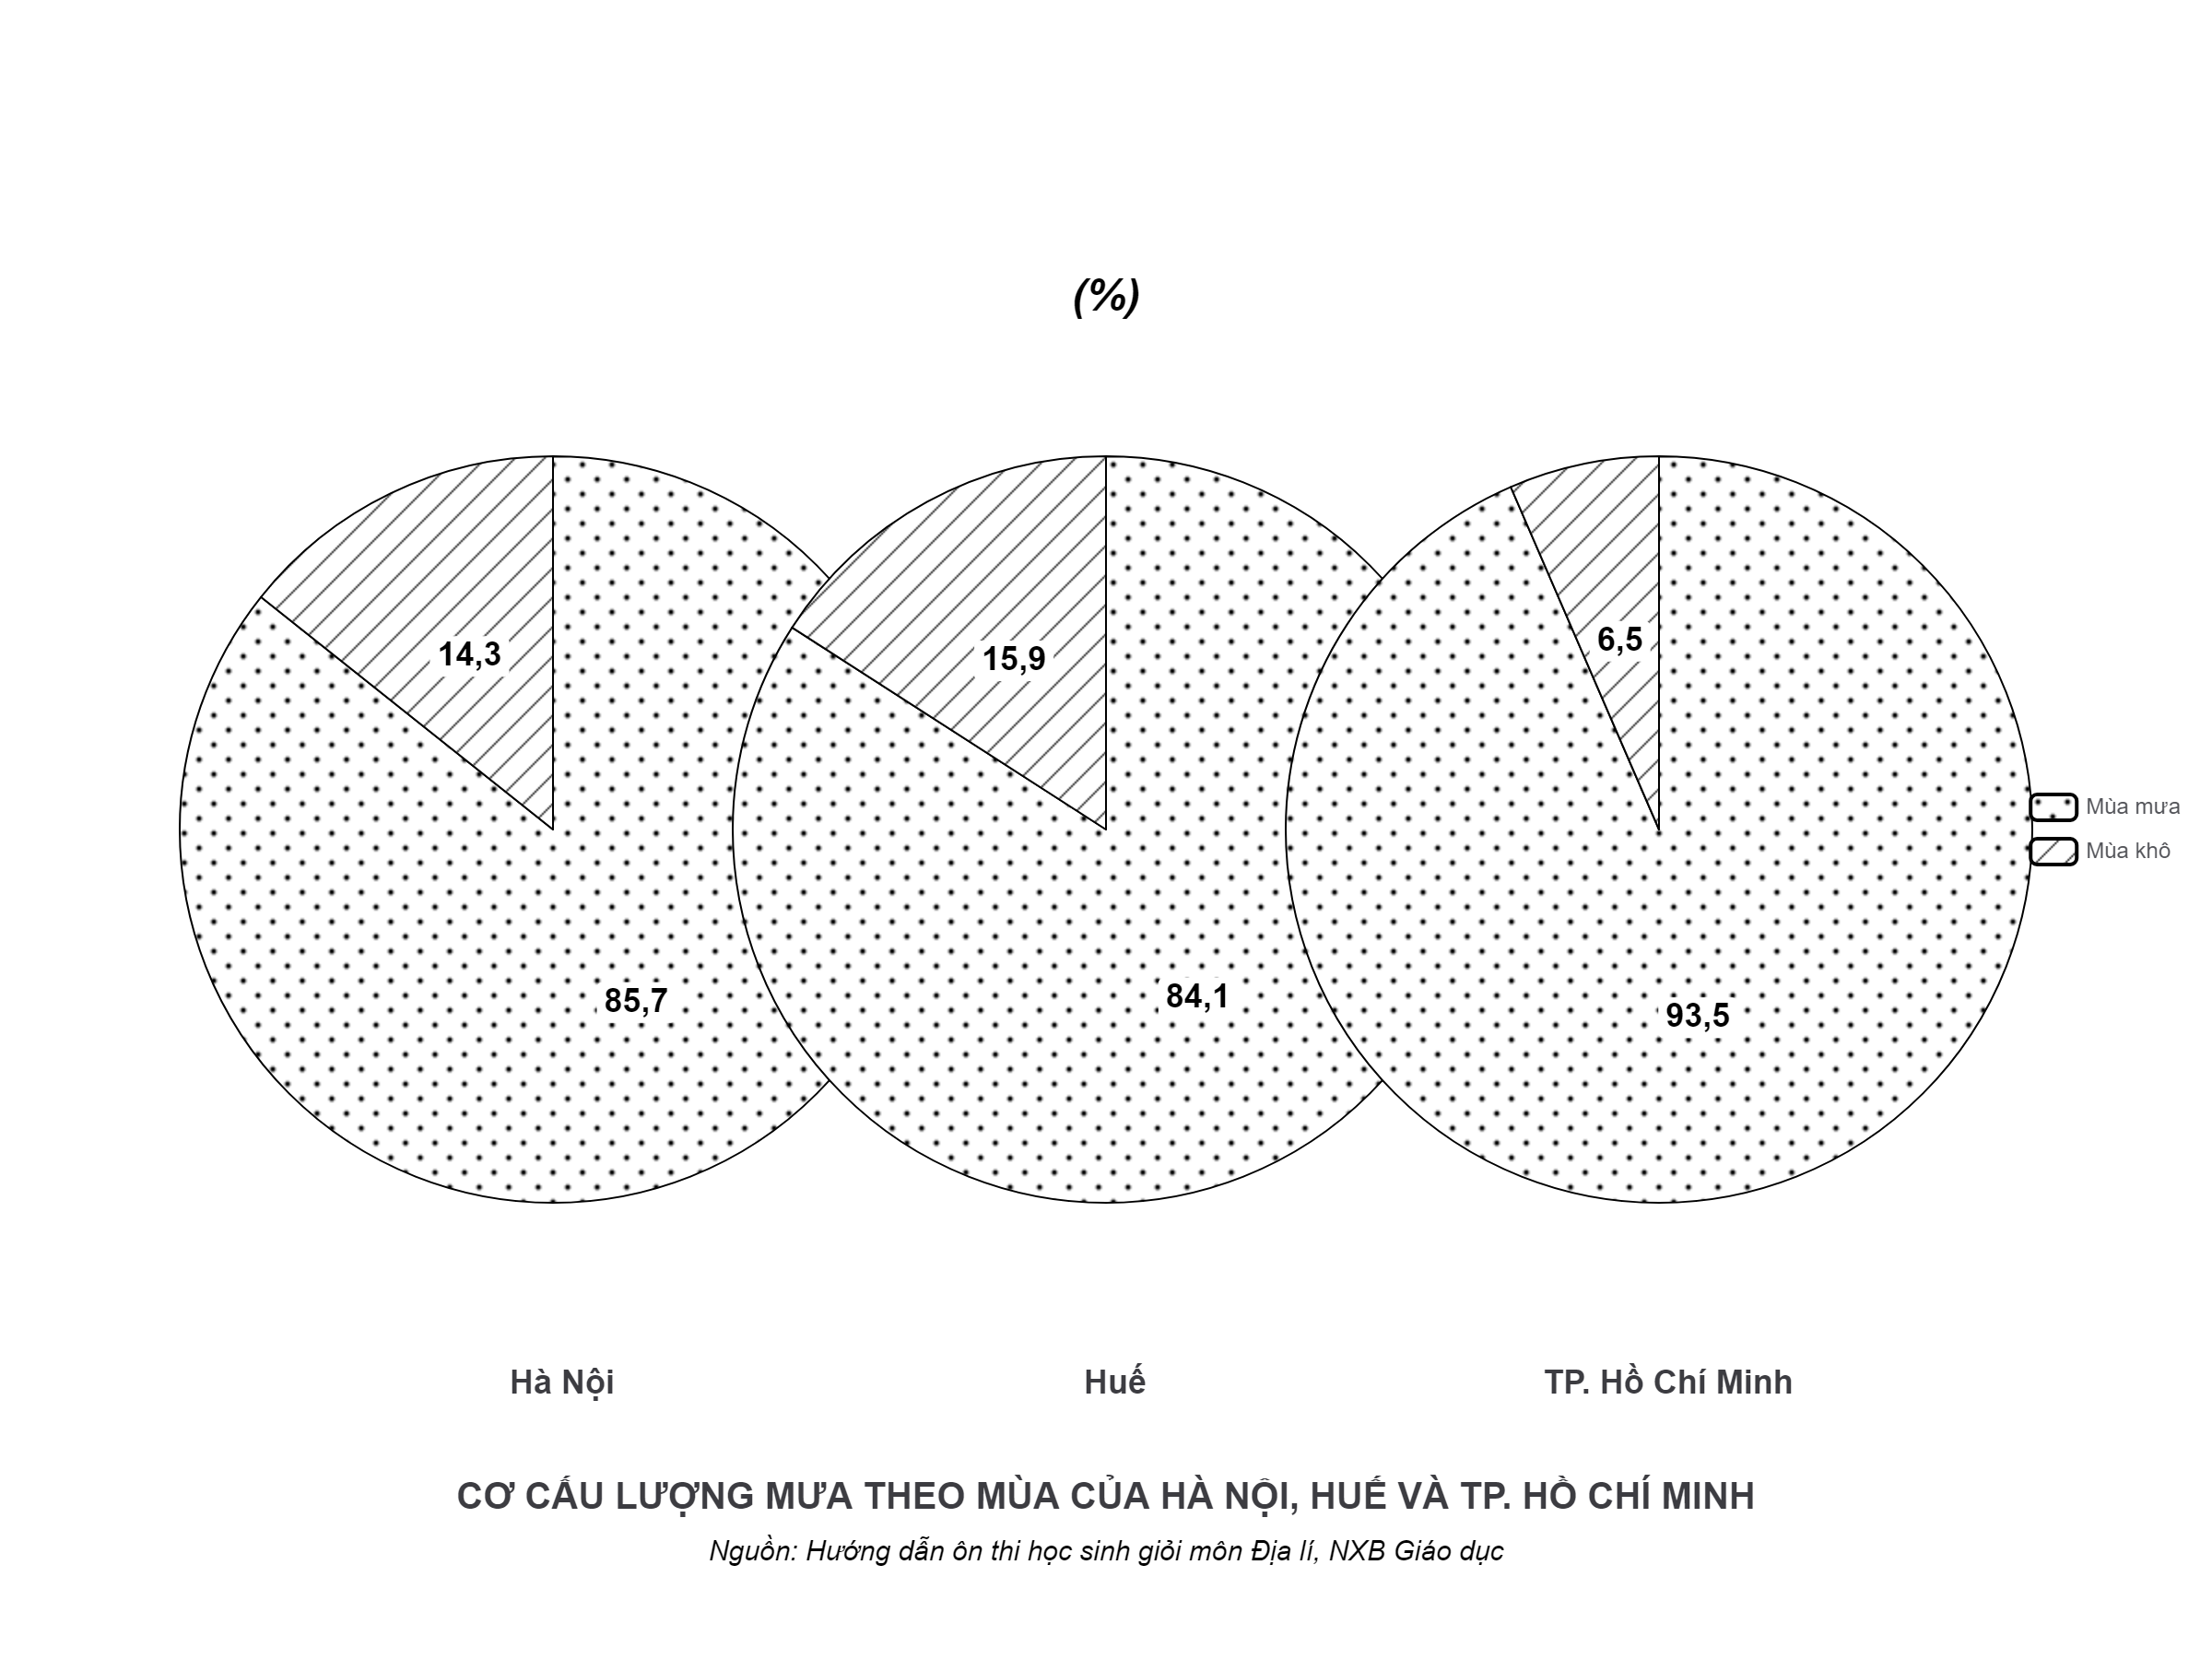 (%)
14,3
15,9
6,5
Mùa mưa
Mùa khô
85,7
84,1
93,5
Hà Nội
Huế
TP. Hồ Chí Minh
CƠ CẤU LƯỢNG MƯA THEO MÙA CỦA HÀ NỘI, HUẾ VÀ TP. HỒ CHÍ MINH
Nguồn: Hướng dẫn ôn thi học sinh giỏi môn Địa lí, NXB Giáo dục